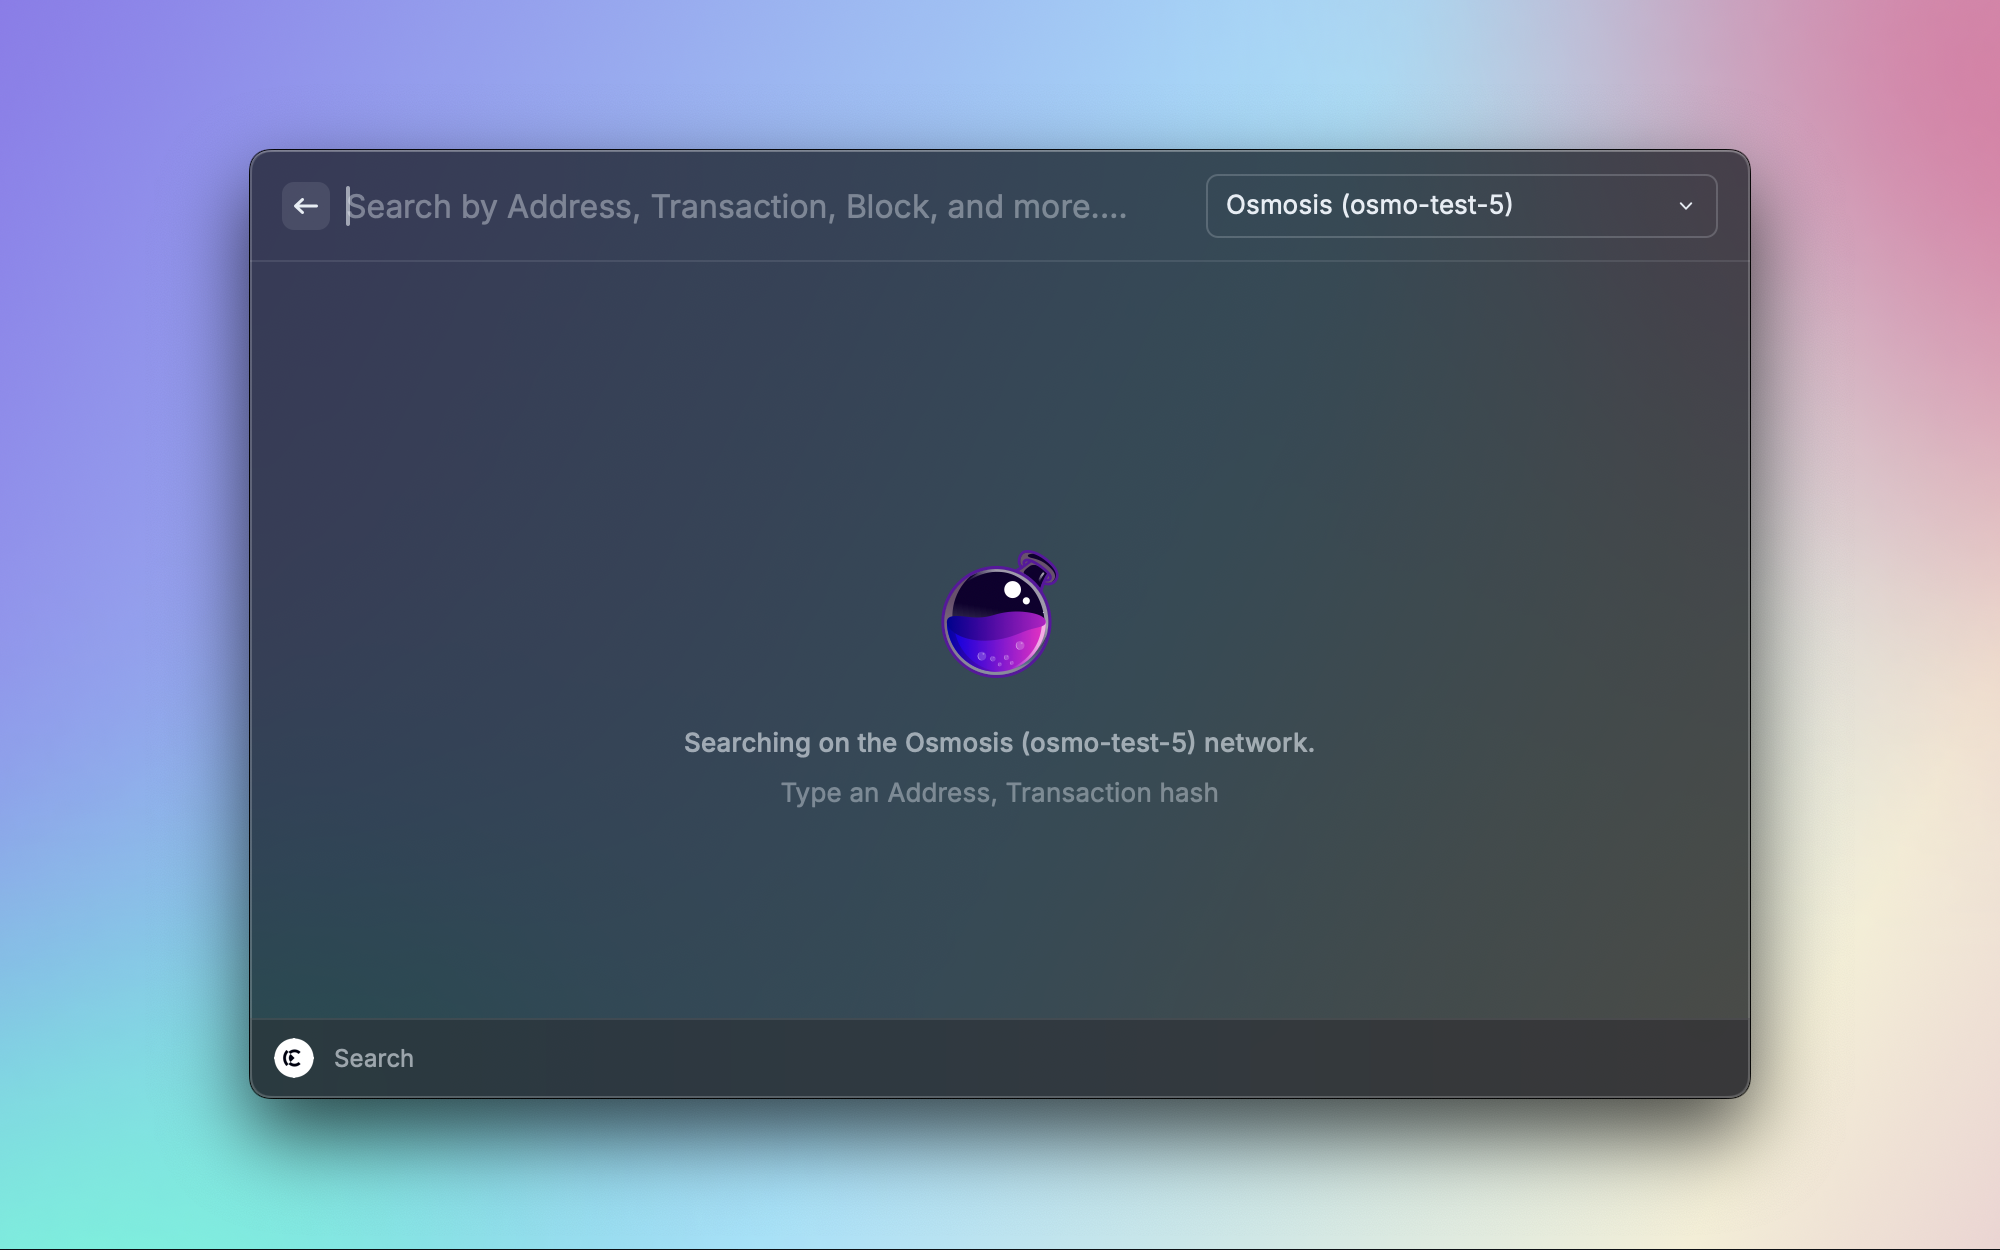 Search by Address, Transaction, Block, and more....
Osmosis (osmo-test-5)
Searching on the Osmosis (osmo-test-5) network.
Type an Address, Transaction hash
Search